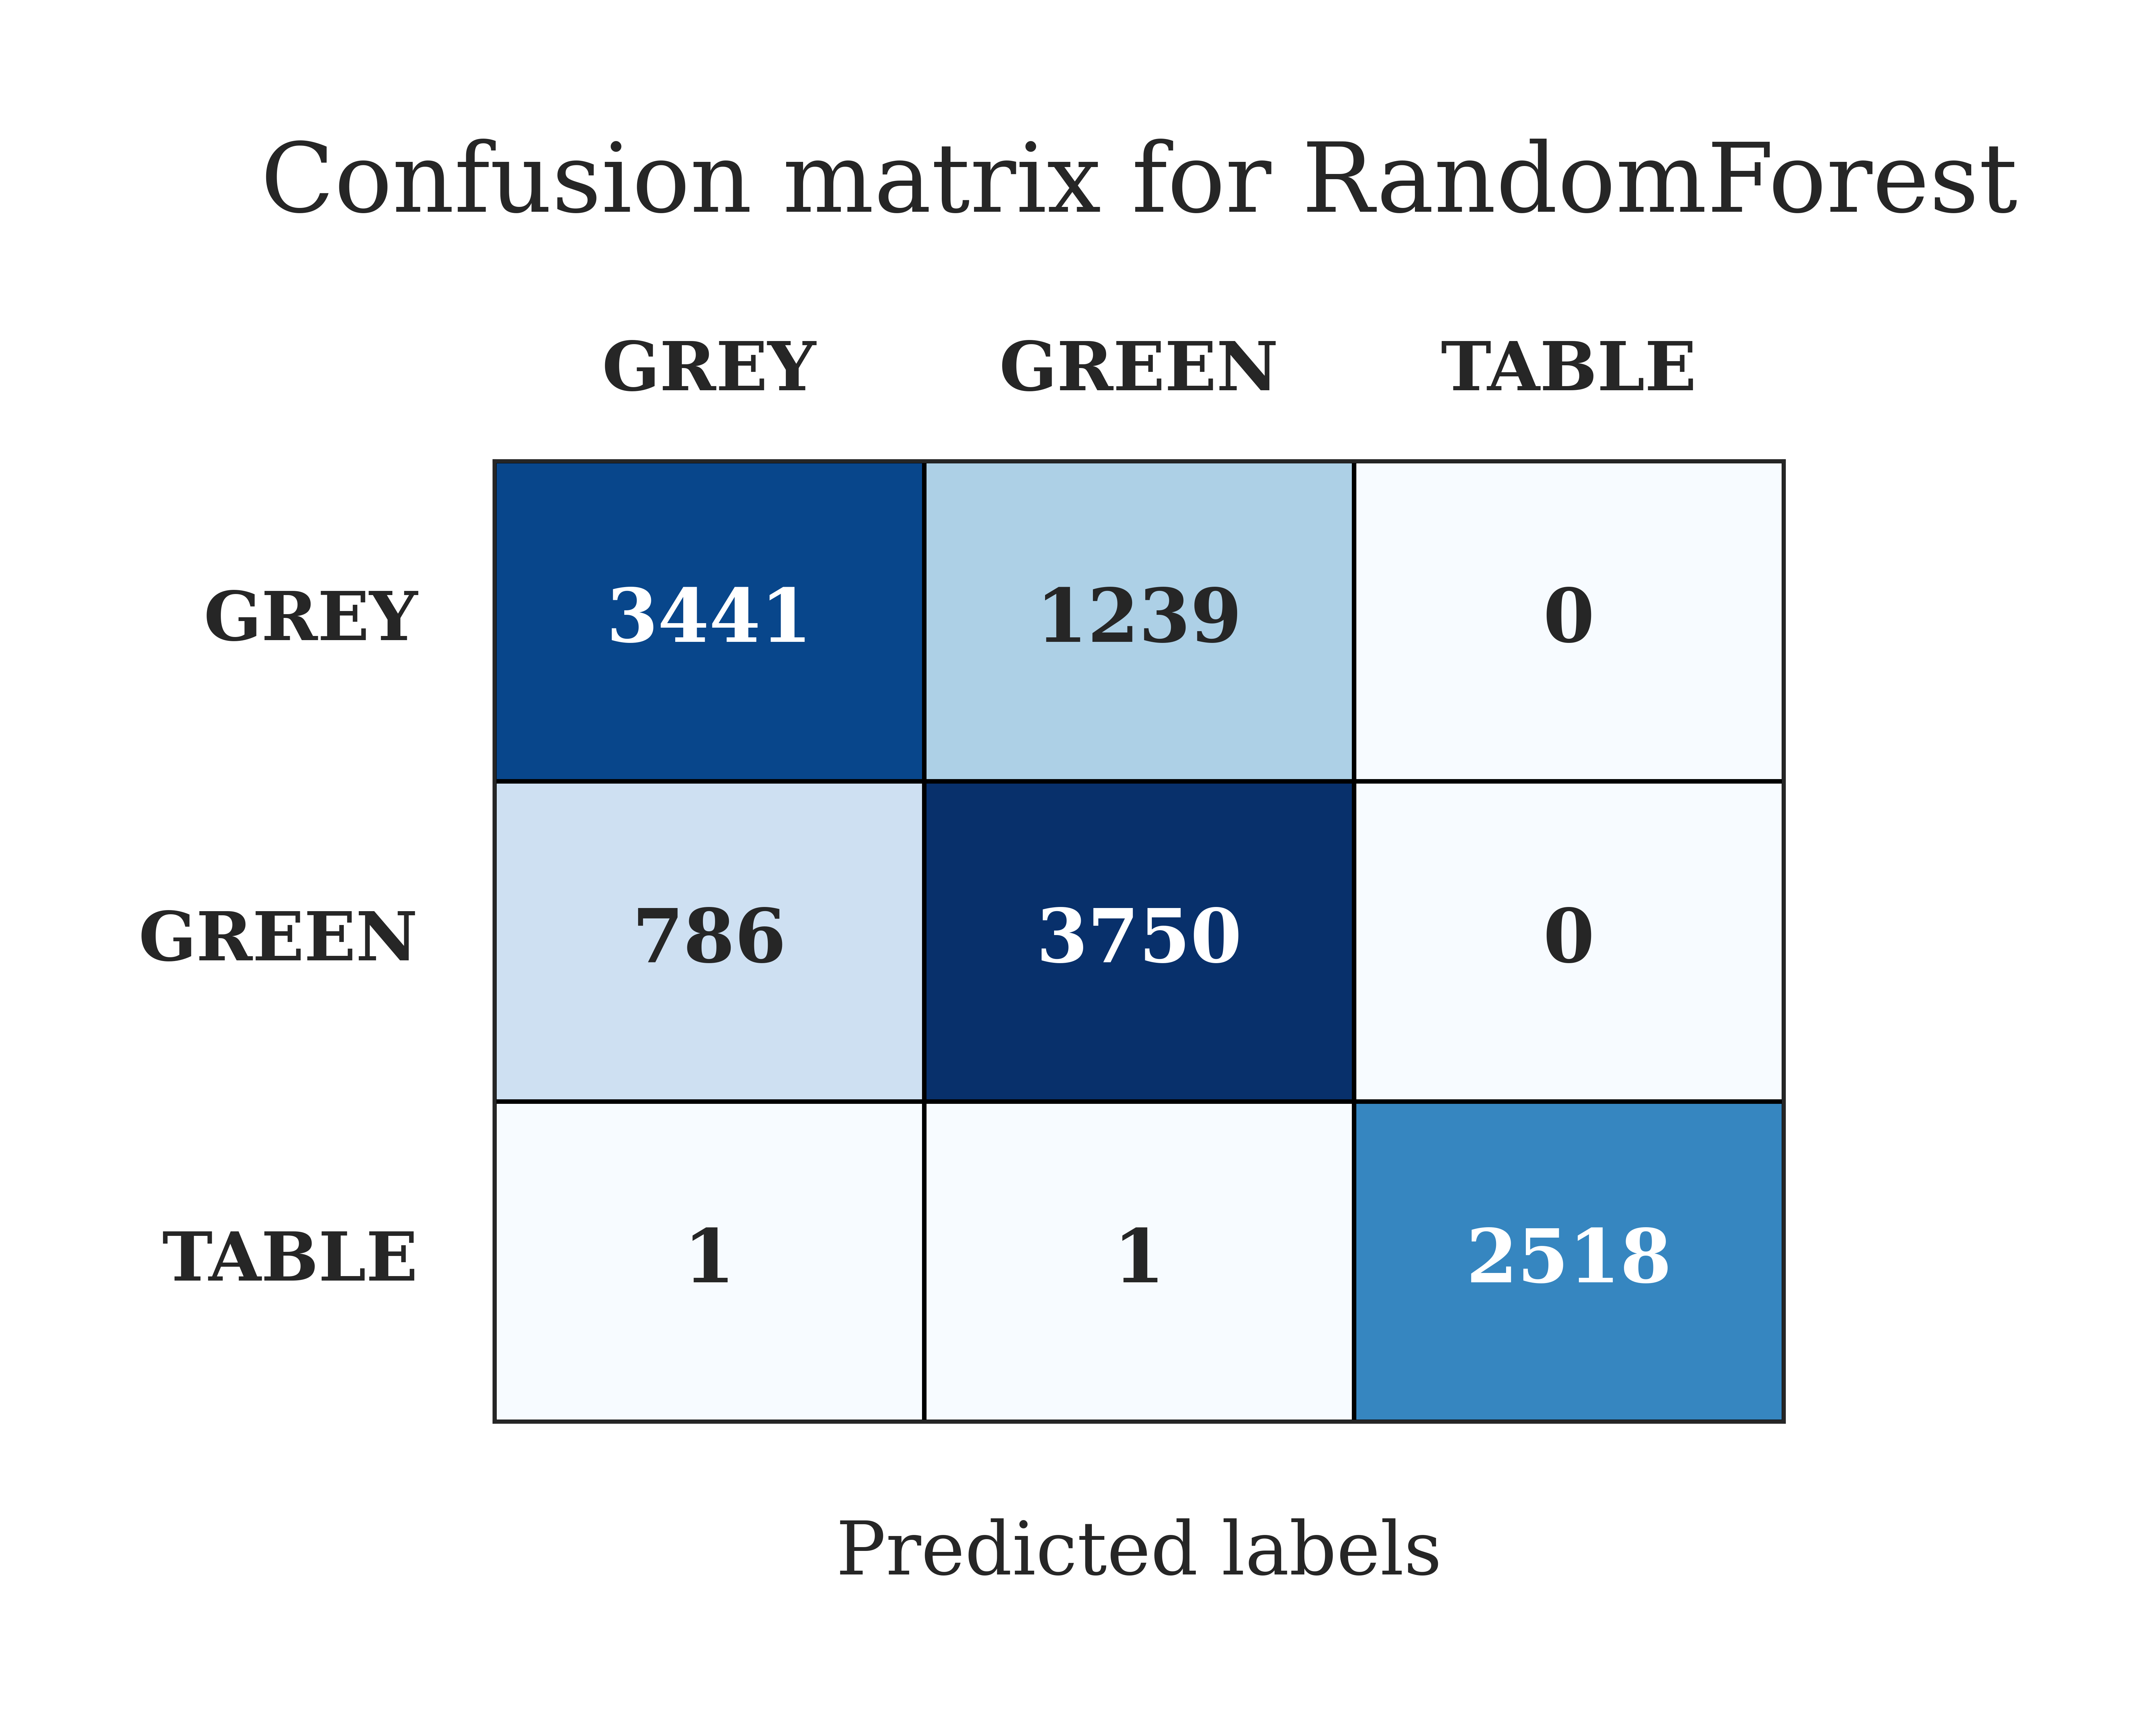 Confusion matrix for RandomForest
GREY GREEN TABLE
GREY 3441 1239 0
GREEN 786 3750 0
TABLE 1 1 2518
Predicted labels